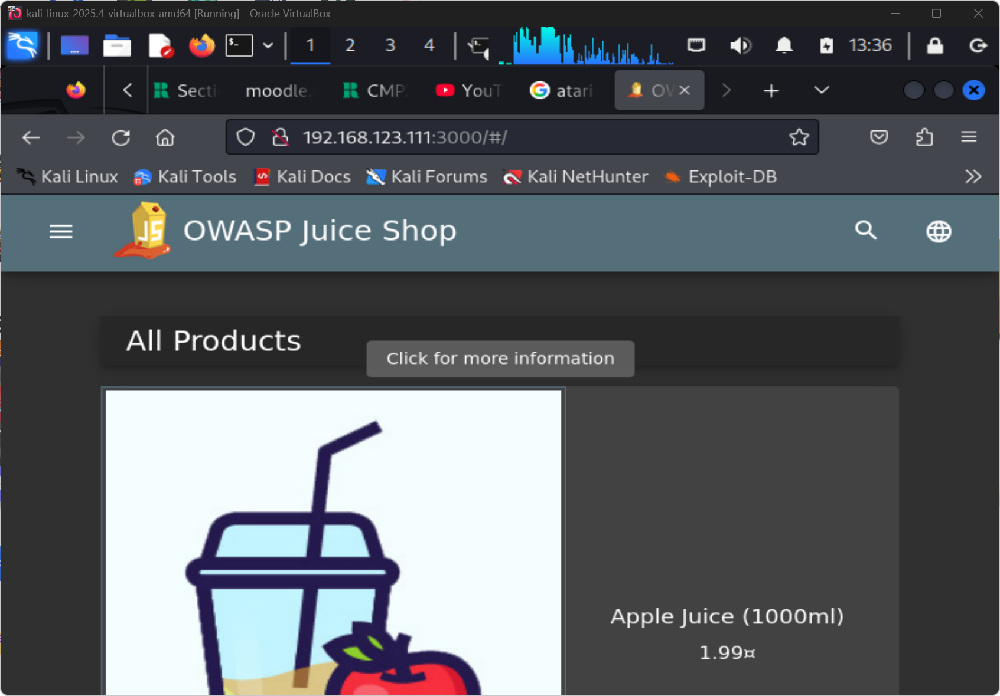 kali-linux-2025.4-virtualbox-amd64 [Running] - Oracle VirtualBox
$- 1 2 3 4 $- 13:36
Secti moodle. CMP YouT atari OW
192.168.123.111:3000/#/
Kali Linux Kali Tools Kali Docs Kali Forums Kali NetHunter Exploit-DB
JS OWASP Juice Shop
All Products
Click for more information
Apple Juice (1000ml)
1.99¤